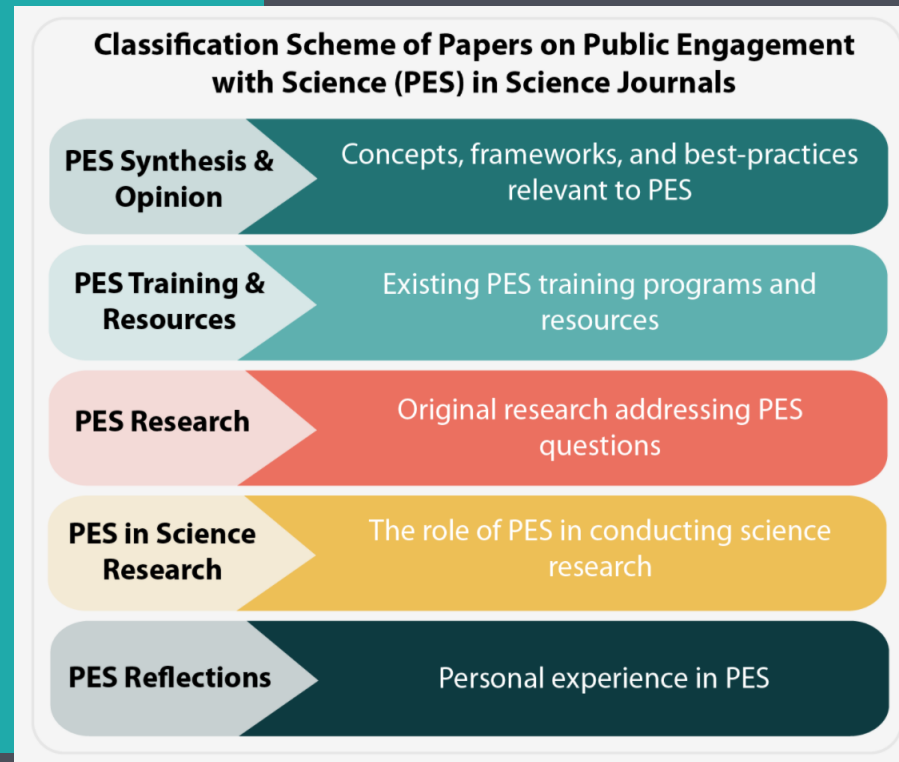 Classification Scheme of Papers on Public Engagement
with Science (PES) in Science Journals
PES Synthesis &
Opinion
Concepts, frameworks, and best-practices
relevant to PES
PES Training &
Resources
Existing PES training programs and
resources
PES Research
Original research addressing PES
questions
PES in Science
Research
The role of PES in conducting science
research
PES Reflections
Personal experience in PES